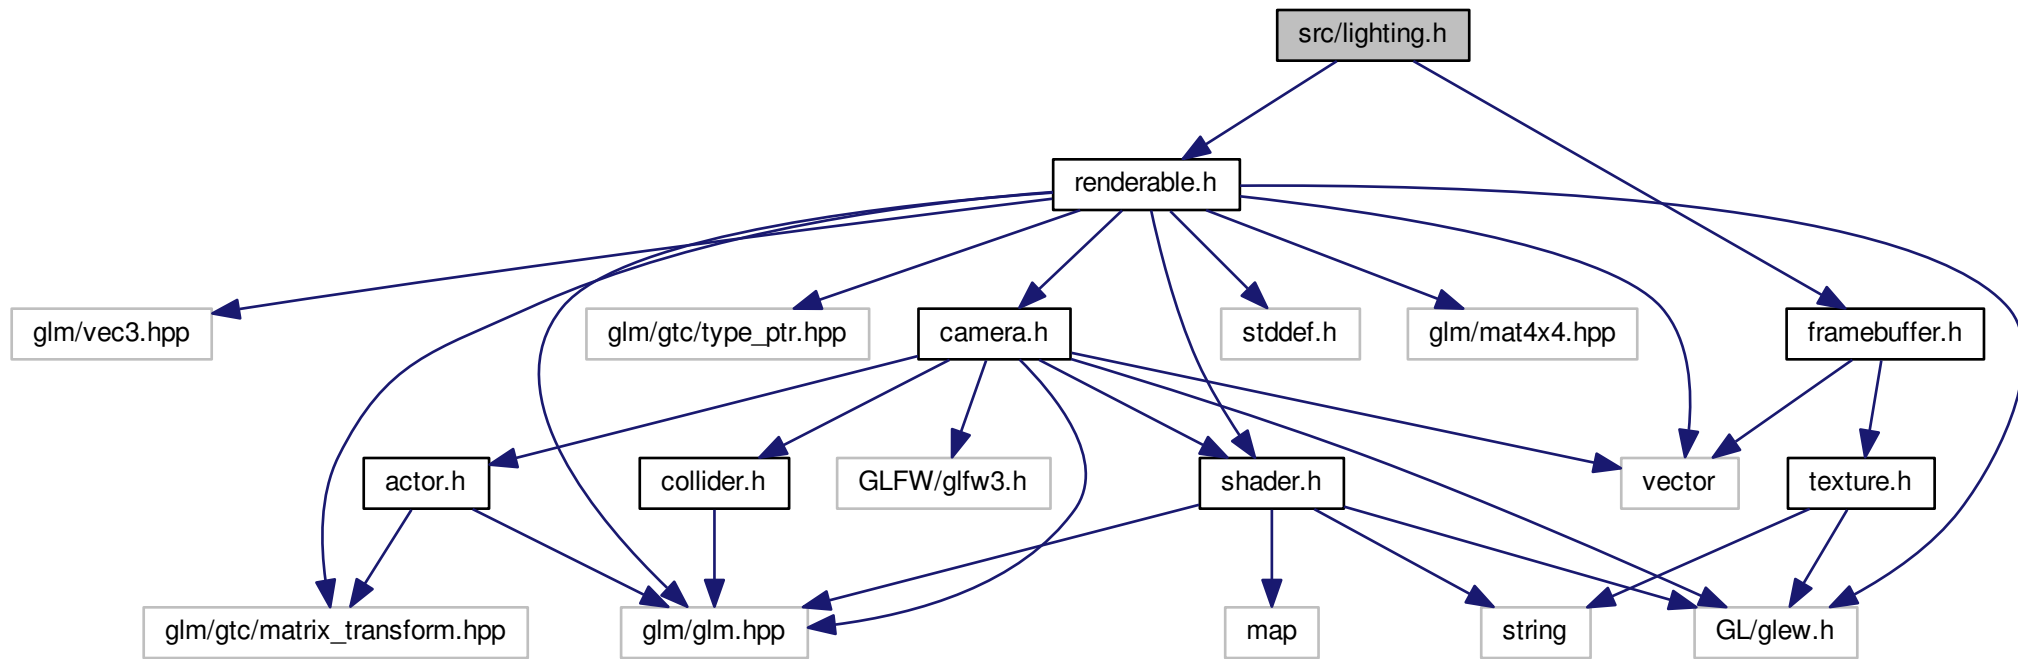 src/lighting.h
renderable.h
glm/vec3.hpp
glm/gtc/type_ptr.hpp
camera.h
stddef.h
glm/mat4x4.hpp
framebuffer.h
actor.h
collider.h
GLFW/glfw3.h
shader.h
vector
texture.h
glm/gtc/matrix_transform.hpp
glm/glm.hpp
map
string
GL/glew.h